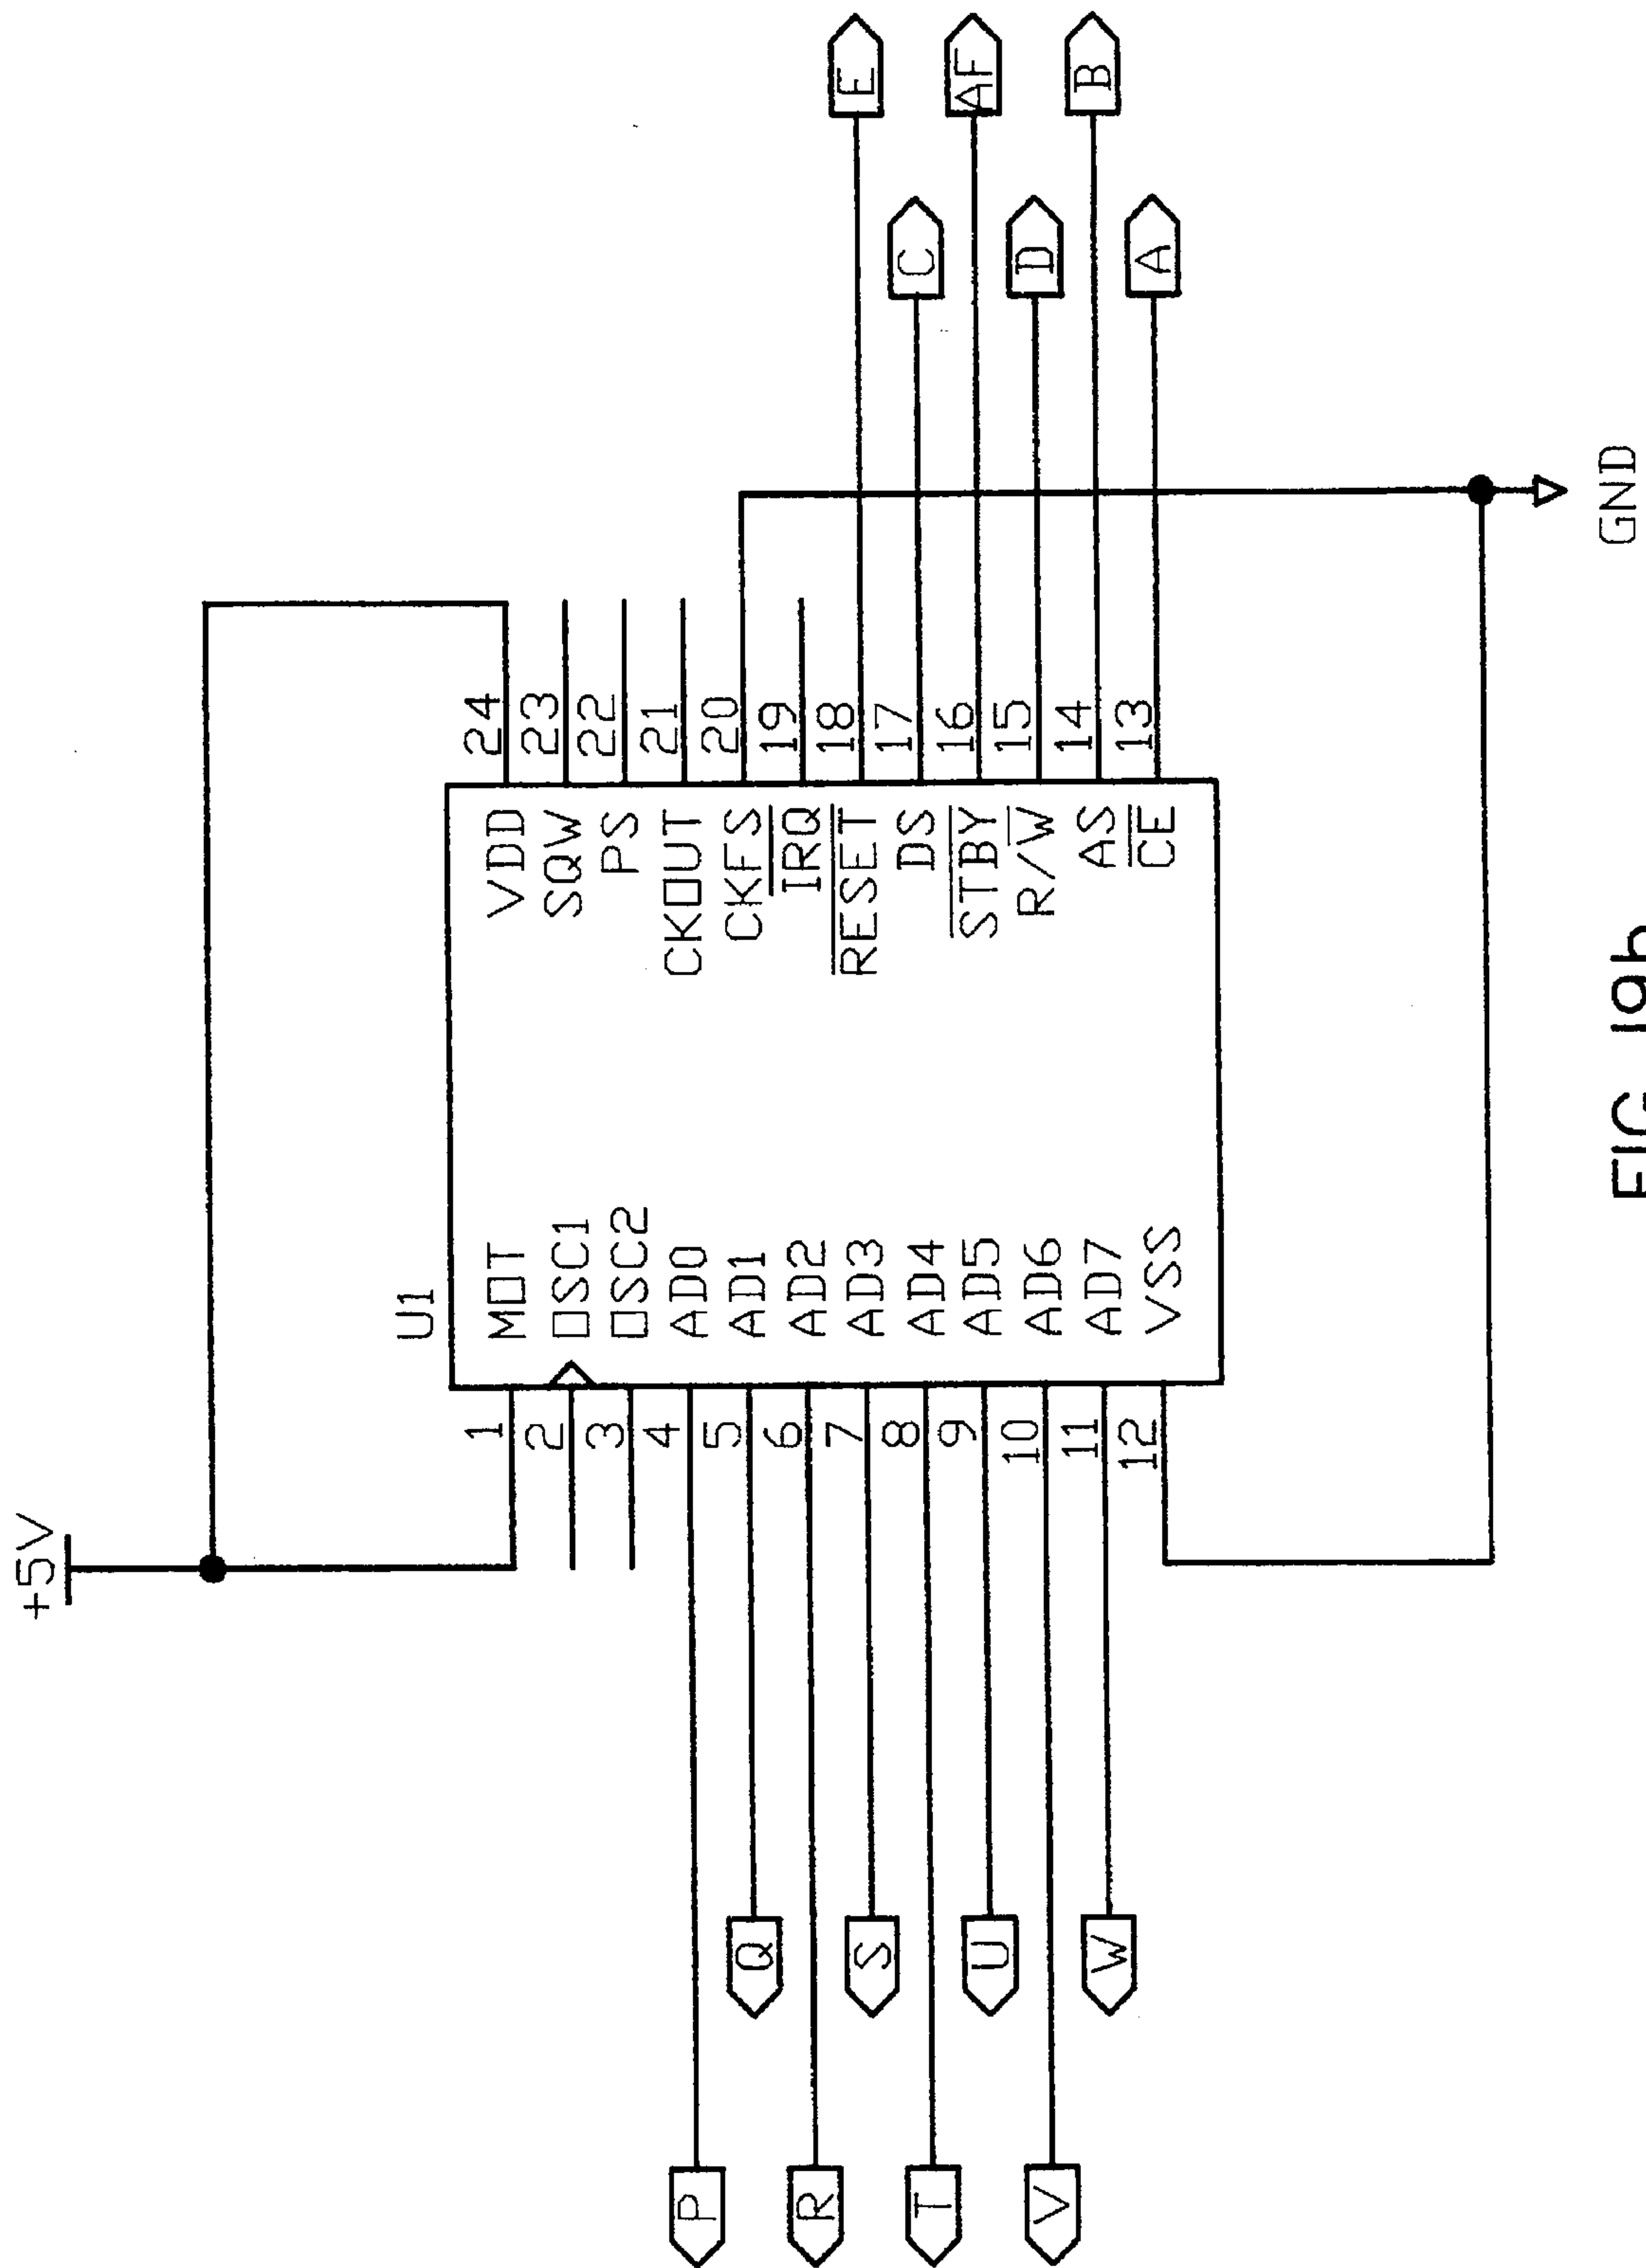 +5V
U1
1 MOT
2 OSC1
3 OSC2
4 AD0
5 AD1
6 AD2
7 AD3
8 AD4
9 AD5
10 AD6
11 AD7
12 VSS
VDD 24
SQW 23
PS 22
CKOUT 21
CKFS 20
IRQ 19
RESET 18
DS 17
STBY 16
R/W 15
AS 14
CE 13
P
Q
R
S
T
U
V
W
E
C
AF
D
B
A
GND
FIG. 19b